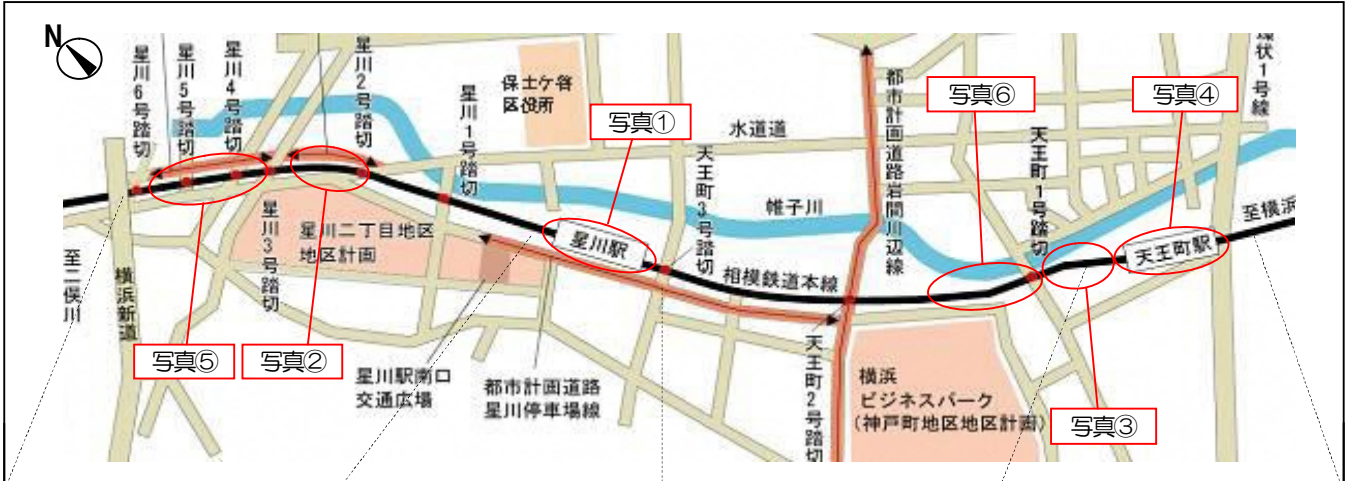 N
星川6号踏切
星川5号踏切
星川4号踏切
星川2号踏切
星川1号踏切
保土ケ谷
区役所
写真①
水道道
天王町3号踏切
都市計画道路岩間川辺線
写真⑥
天王町1号踏切
写真④
環状1号線
帷子川
至横浜
星川3号踏切
星川二丁目地区
地区計画
星川駅
相模鉄道本線
天王町駅
至二俣川
横浜新道
写真⑤
写真②
星川駅南口
交通広場
都市計画道路
星川停車場線
天王町2号踏切
横浜
ビジネスパーク
(神戸町地区地区計画)
写真③